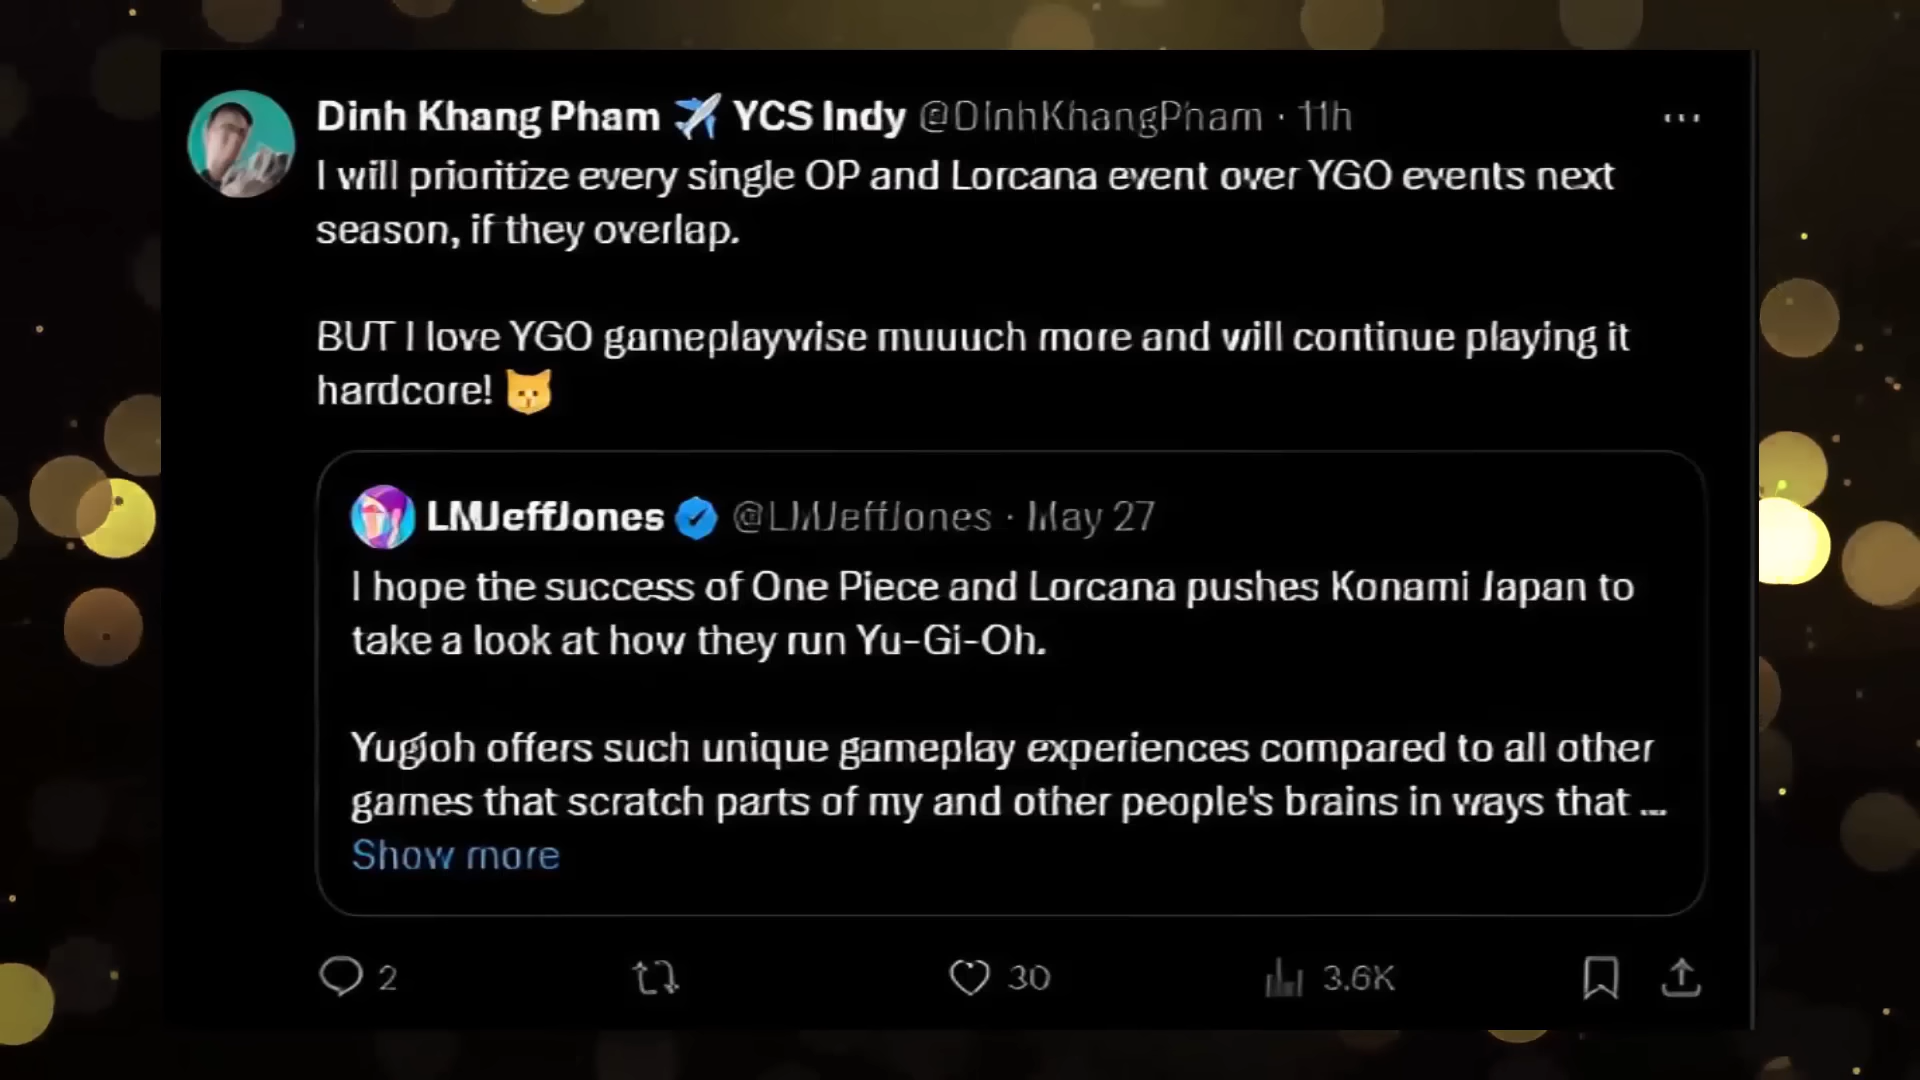 Dinh Khang Pham ✈️ YCS Indy @DInhKhangPham · 11h
I will prioritize every single OP and Lorcana event over YGO events next
season, if they overlap.
BUT I love YGO gameplaywise muuuch more and will continue playing it
hardcore! 🐱
LMJeffJones @LMJeffJones · May 27
I hope the success of One Piece and Lorcana pushes Konami Japan to
take a look at how they run Yu-Gi-Oh.
Yugioh offers such unique gameplay experiences compared to all other
games that scratch parts of my and other people's brains in ways that ...
Show more
2 30 3.6K